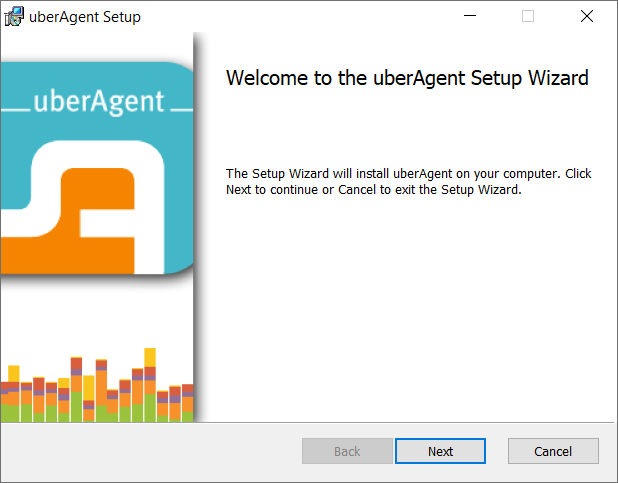 uberAgent Setup
uberAgent
Welcome to the uberAgent Setup Wizard
The Setup Wizard will install uberAgent on your computer. Click
Next to continue or Cancel to exit the Setup Wizard.
Back
Next
Cancel